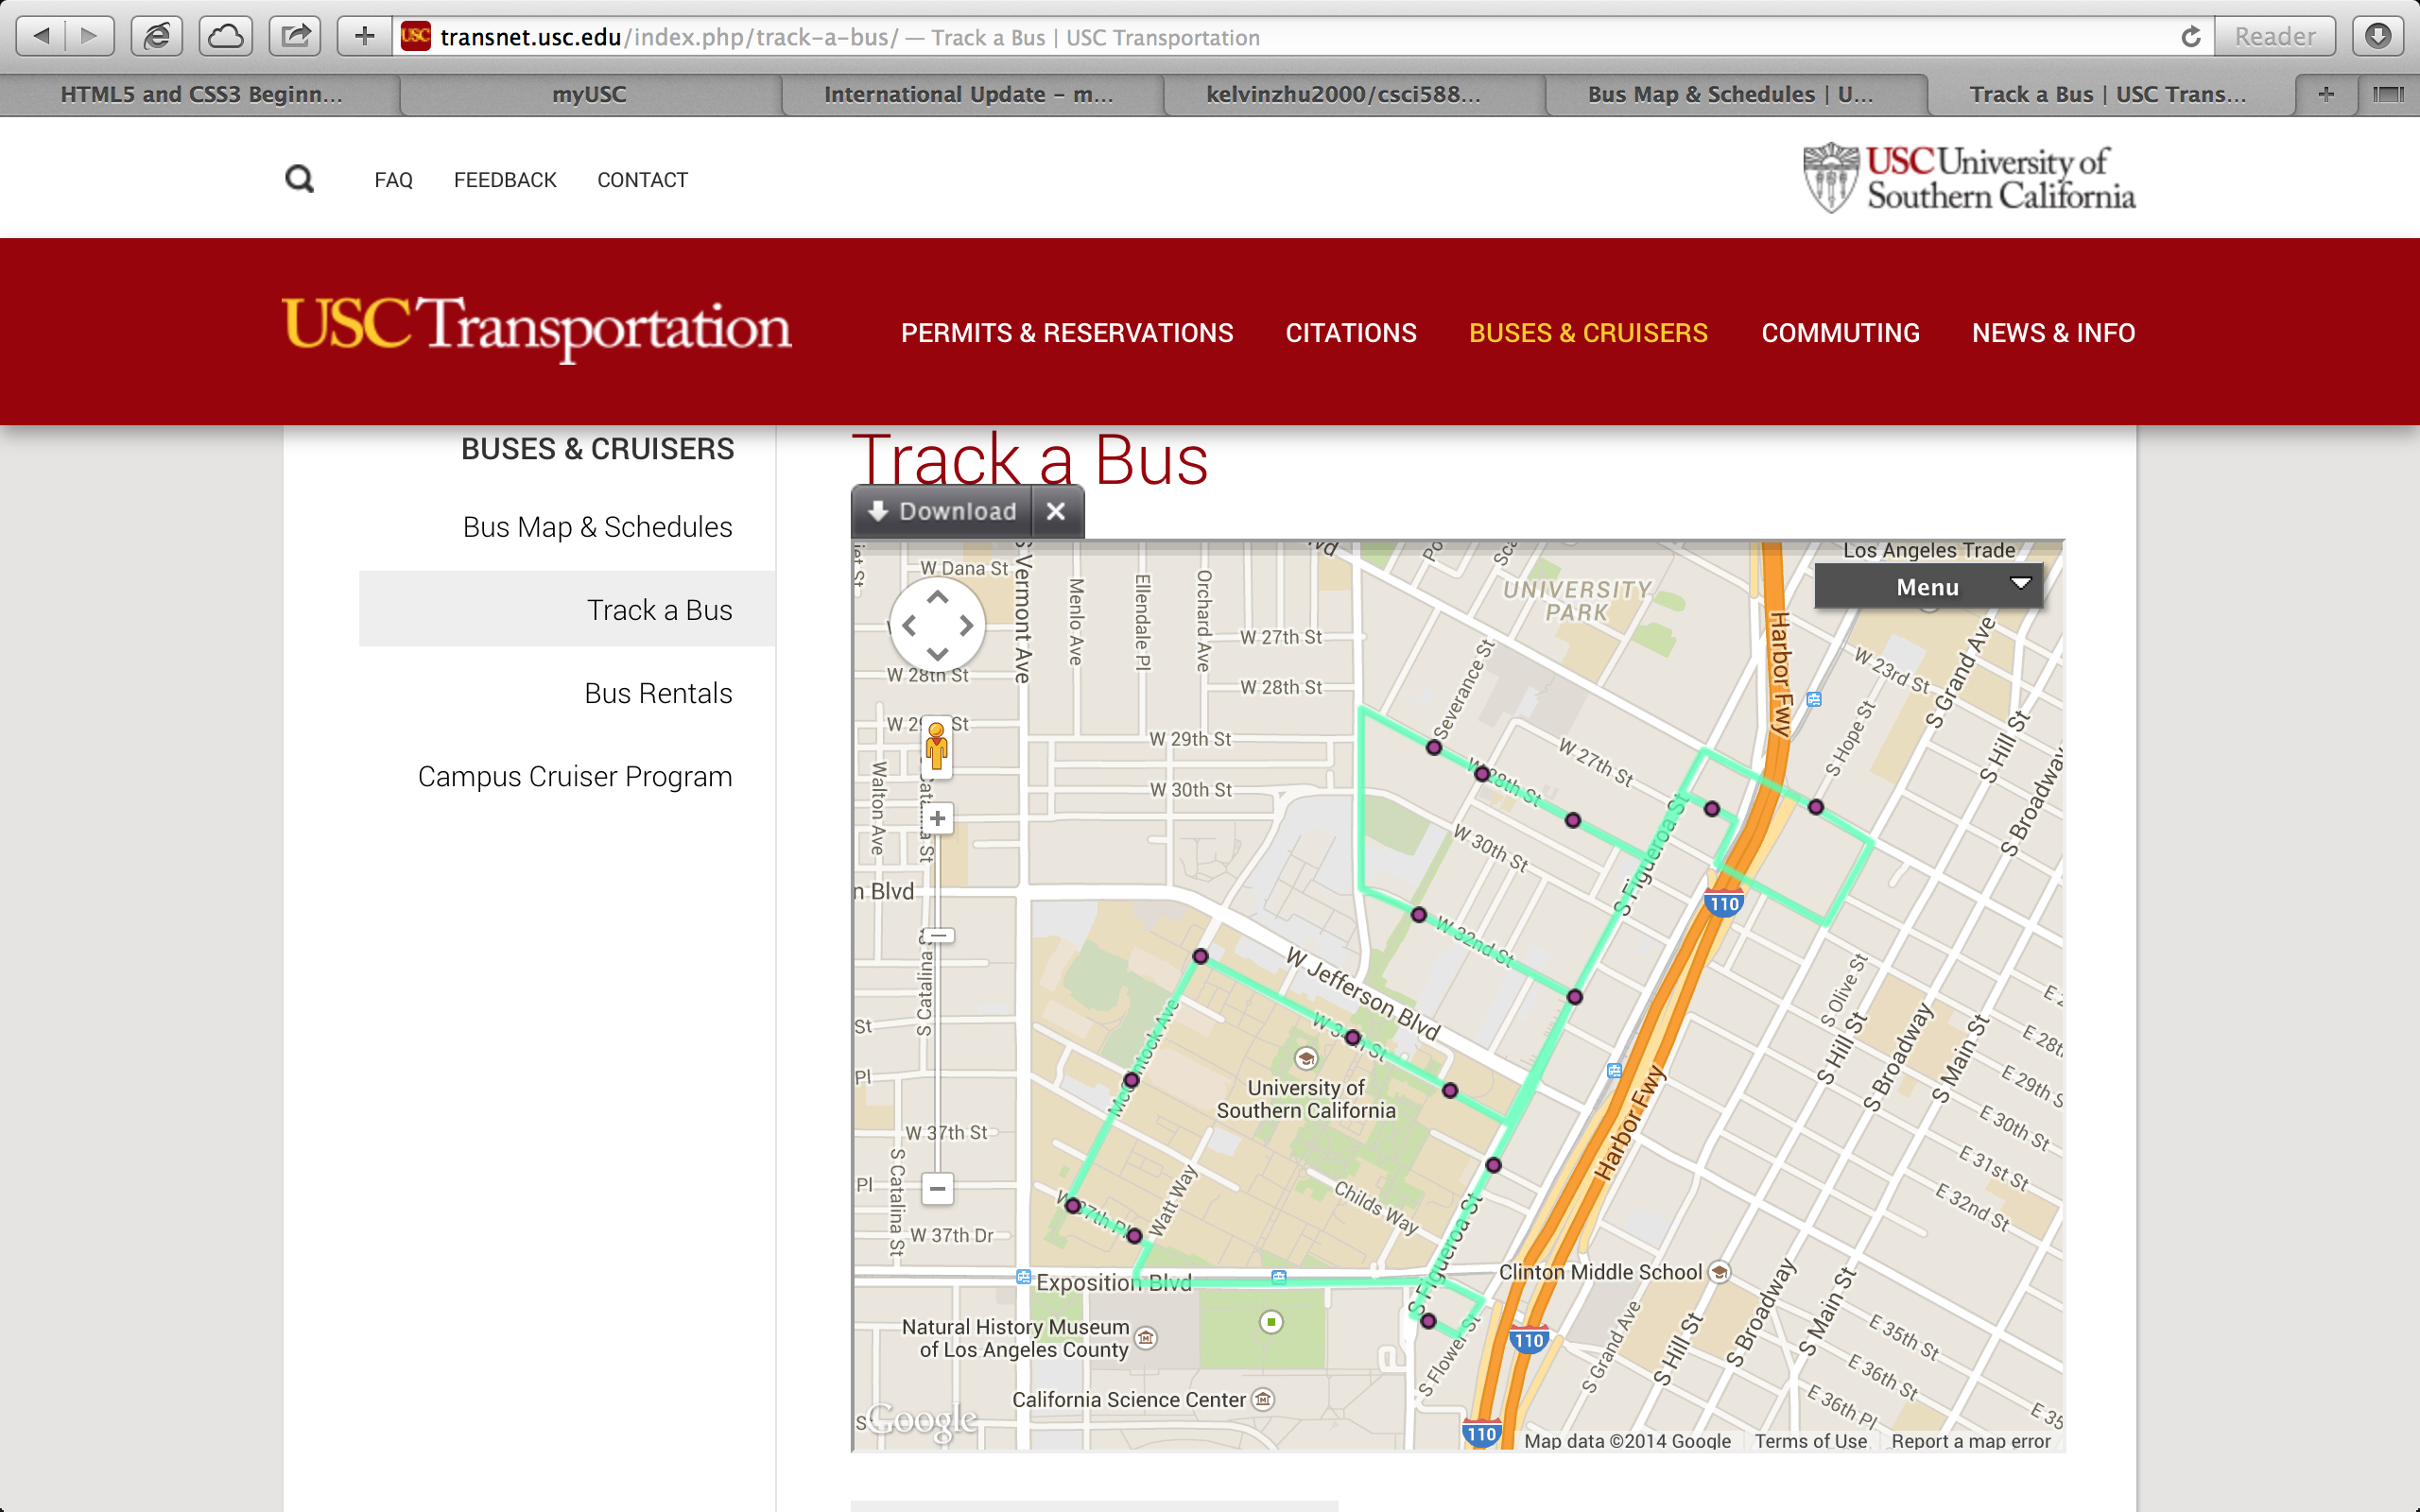 transnet.usc.edu/index.php/track-a-bus/ — Track a Bus | USC Transportation
Reader
HTML5 and CSS3 Beginn...
myUSC
International Update – m...
kelvinzhu2000/csci588...
Bus Map & Schedules | U...
Track a Bus | USC Trans...
FAQ
FEEDBACK
CONTACT
USC University of
Southern California
USC Transportation
PERMITS & RESERVATIONS
CITATIONS
BUSES & CRUISERS
COMMUTING
NEWS & INFO
BUSES & CRUISERS
Bus Map & Schedules
Track a Bus
Bus Rentals
Campus Cruiser Program
Track a Bus
Download
Menu
Los Angeles Trade
W Dana St
S Vermont Ave
Menlo Ave
Ellendale Pl
Orchard Ave
UNIVERSITY
PARK
W 27th St
W 28th St
W 28th St
Severance St
Harbor Fwy
W 23rd St
S Grand Ave
S Hope St
S Hill St
S Broadway
W 29th St
W 30th St
Walton Ave
W 27th St
W 28th St
W 30th St
S Figueroa St
110
n Blvd
W 32nd St
W Jefferson Blvd
S Catalina St
McClintock Ave
W 34th St
University of
Southern California
S Olive St
S Hill St
S Broadway
S Main St
E 28th
E 29th S
E 30th St
E 31st St
E 32nd St
Harbor Fwy
St
Pl
W 37th St
Pl
S Catalina St
W 37th Dr
W 37th Pl
Watt Way
Childs Way
S Figueroa St
Exposition Blvd
Clinton Middle School
Natural History Museum
of Los Angeles County
S Flower St
110
S Grand Ave
S Hill St
S Broadway
S Main St
E 35th St
E 36th St
E 36th Pl
E 35
California Science Center
Google
110
Map data ©2014 Google
Terms of Use
Report a map error